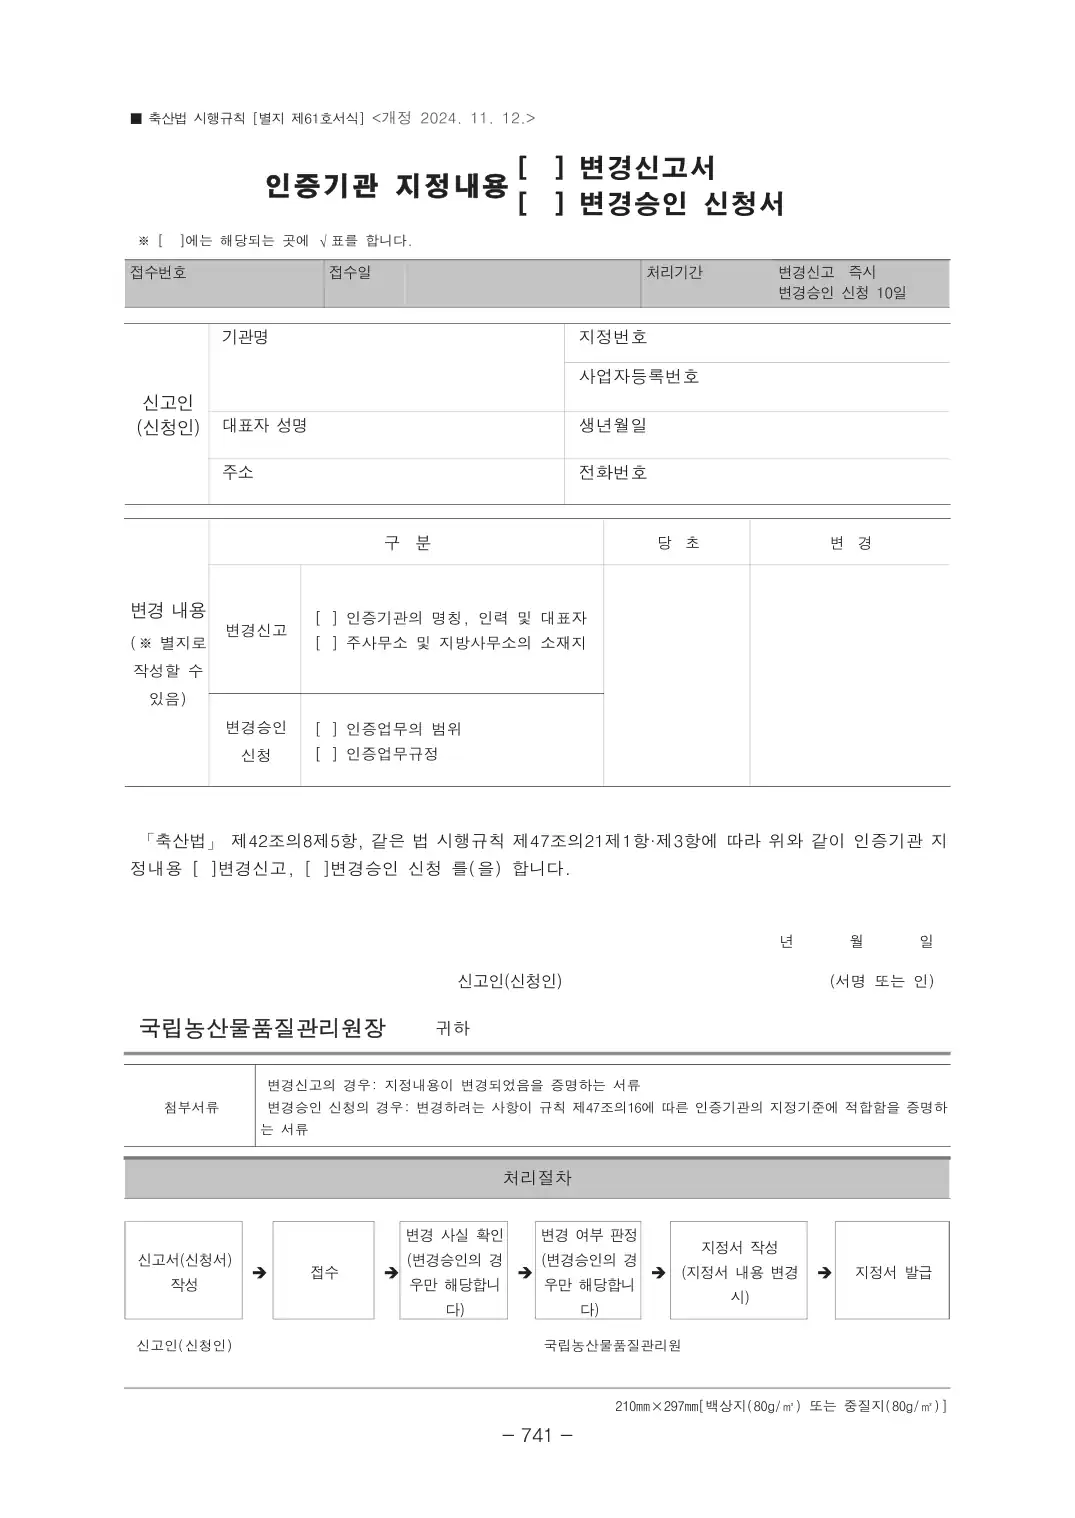 ■ 축산법 시행규칙 [별지 제61호서식] <개정 2024. 11. 12.>
인증기관 지정내용
[  ] 변경신고서
[  ] 변경승인 신청서
※ [  ]에는 해당되는 곳에 √표를 합니다.
접수번호 접수일 처리기간 변경신고 즉시
변경승인 신청 10일
신고인
(신청인)
기관명 지정번호
사업자등록번호
대표자 성명 생년월일
주소 전화번호
변경 내용
(※ 별지로
작성할 수
있음)
구 분 당 초 변 경
변경신고
[ ] 인증기관의 명칭, 인력 및 대표자
[ ] 주사무소 및 지방사무소의 소재지
변경승인
신청
[ ] 인증업무의 범위
[ ] 인증업무규정
「축산법」 제42조의8제5항, 같은 법 시행규칙 제47조의21제1항·제3항에 따라 위와 같이 인증기관 지
정내용 [ ]변경신고, [ ]변경승인 신청 를(을) 합니다.
년 월 일
신고인(신청인) (서명 또는 인)
국립농산물품질관리원장 귀하
첨부서류
변경신고의 경우: 지정내용이 변경되었음을 증명하는 서류
변경승인 신청의 경우: 변경하려는 사항이 규칙 제47조의16에 따른 인증기관의 지정기준에 적합함을 증명하
는 서류
처리절차
신고서(신청서)
작성
➔
접수
➔
변경 사실 확인
(변경승인의 경
우만 해당합니
다)
➔
변경 여부 판정
(변경승인의 경
우만 해당합니
다)
➔
지정서 작성
(지정서 내용 변경
시)
➔
지정서 발급
신고인(신청인) 국립농산물품질관리원
210㎜×297㎜[백상지(80g/㎡) 또는 중질지(80g/㎡)]
- 741 -